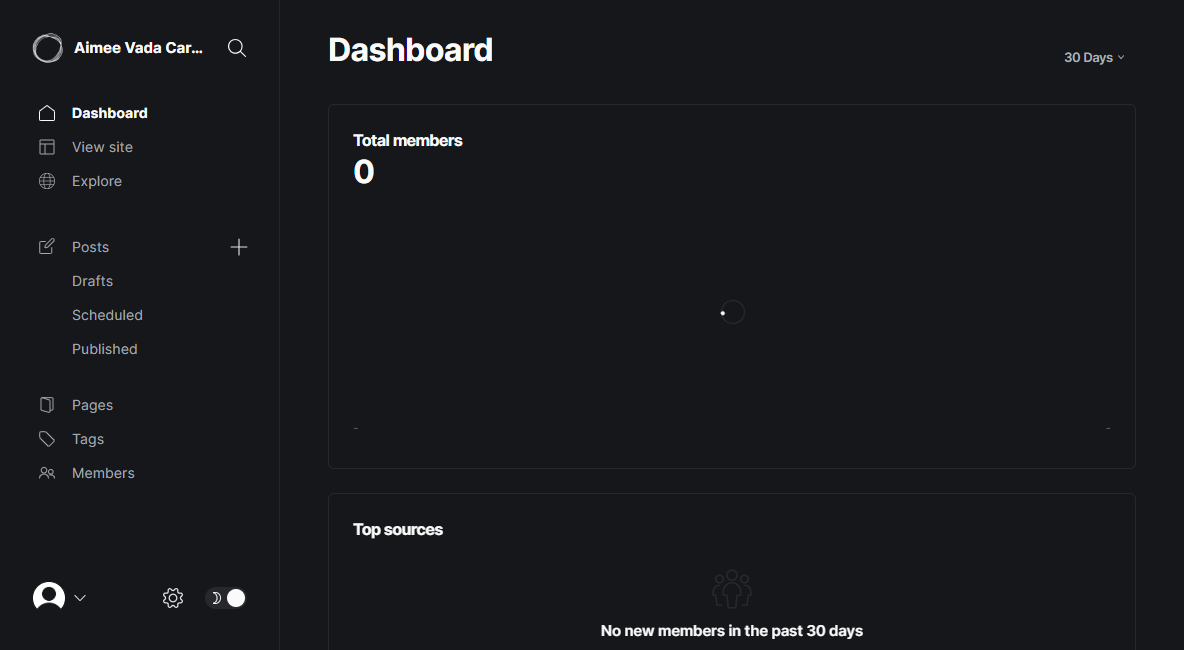 Aimee Vada Car...
Dashboard
View site
Explore
Posts
Drafts
Scheduled
Published
Pages
Tags
Members
Dashboard
30 Days
Total members
0
-
-
Top sources
No new members in the past 30 days